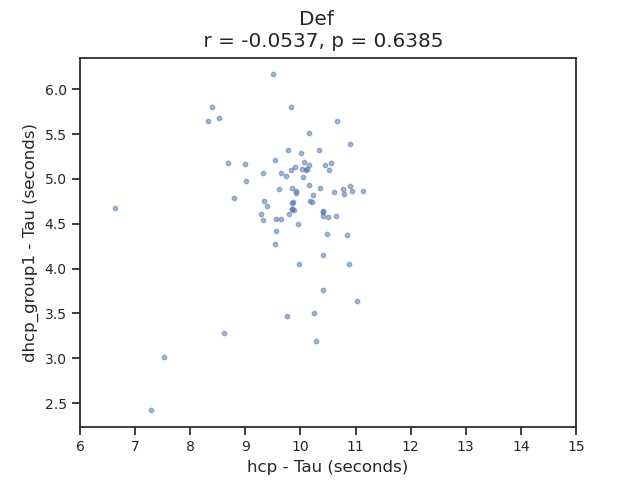 Def
r = -0.0537, p = 0.6385
6.0
5.5
5.0
4.5
4.0
3.5
3.0
2.5
dhcp_group1 - Tau (seconds)
6 7 8 9 10 11 12 13 14 15
hcp - Tau (seconds)